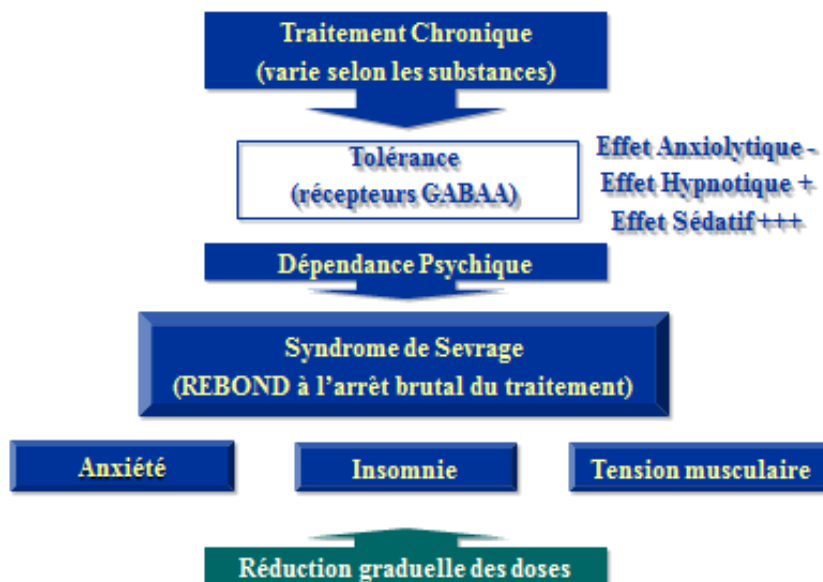 Traitement Chronique
(varie selon les substances)
Tolérance
(récepteurs GABAA)
Effet Anxiolytique -
Effet Hypnotique +
Effet Sédatif +++
Dépendance Psychique
Syndrome de Sevrage
(REBOND à l'arrêt brutal du traitement)
Anxiété
Insomnie
Tension musculaire
Réduction graduelle des doses